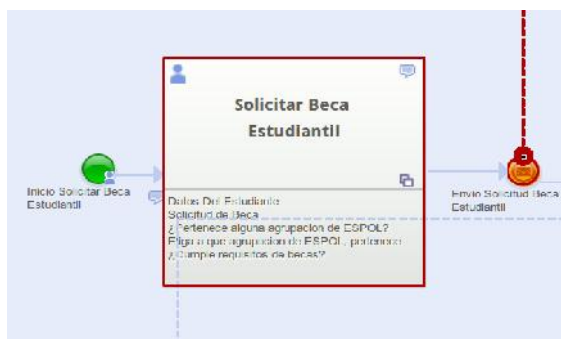 Solicitar Beca
Estudiantil
Inicio Solicitar Beca
Estudiantil
Datos Del Estudiante
Solicitud de Beca
¿Pertenece alguna agrupacion de ESPOL?
Eliga a que agrupacion de ESPOL, pertenece
¿Cumple requisitos de becas?
Envio Solicitud Beca
Estudiantil